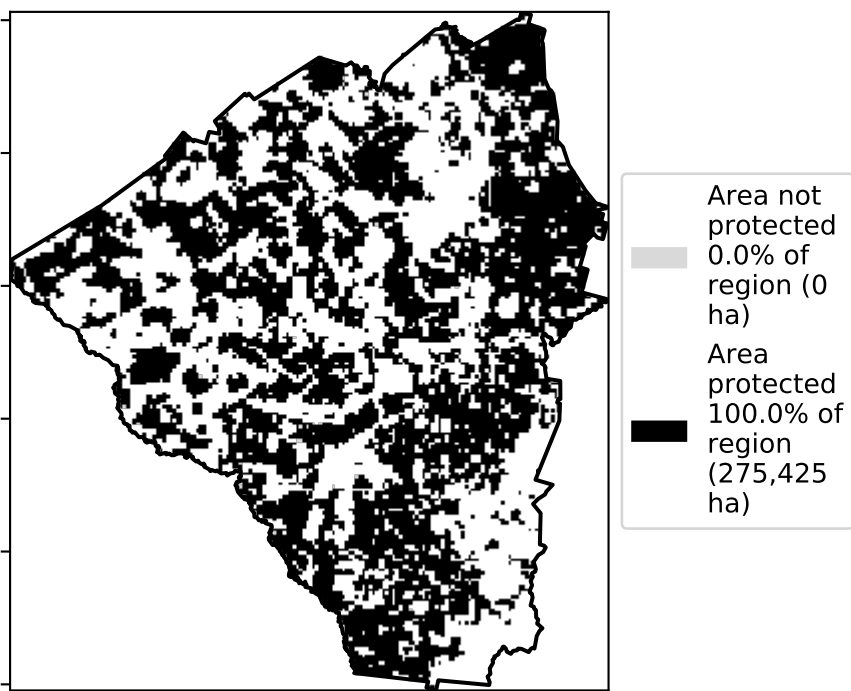 Area not
protected
0.0% of
region (0
ha)
Area
protected
100.0% of
region
(275,425
ha)